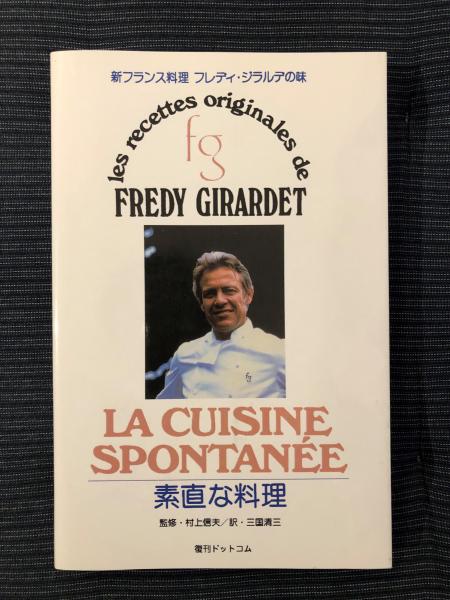 新フランス料理 フレディ・ジラルデの味
les recettes originales de
fg
FREDY GIRARDET
fg
LA CUISINE
SPONTANÉE
素直な料理
監修・村上信夫/訳・三国清三
復刊ドットコム